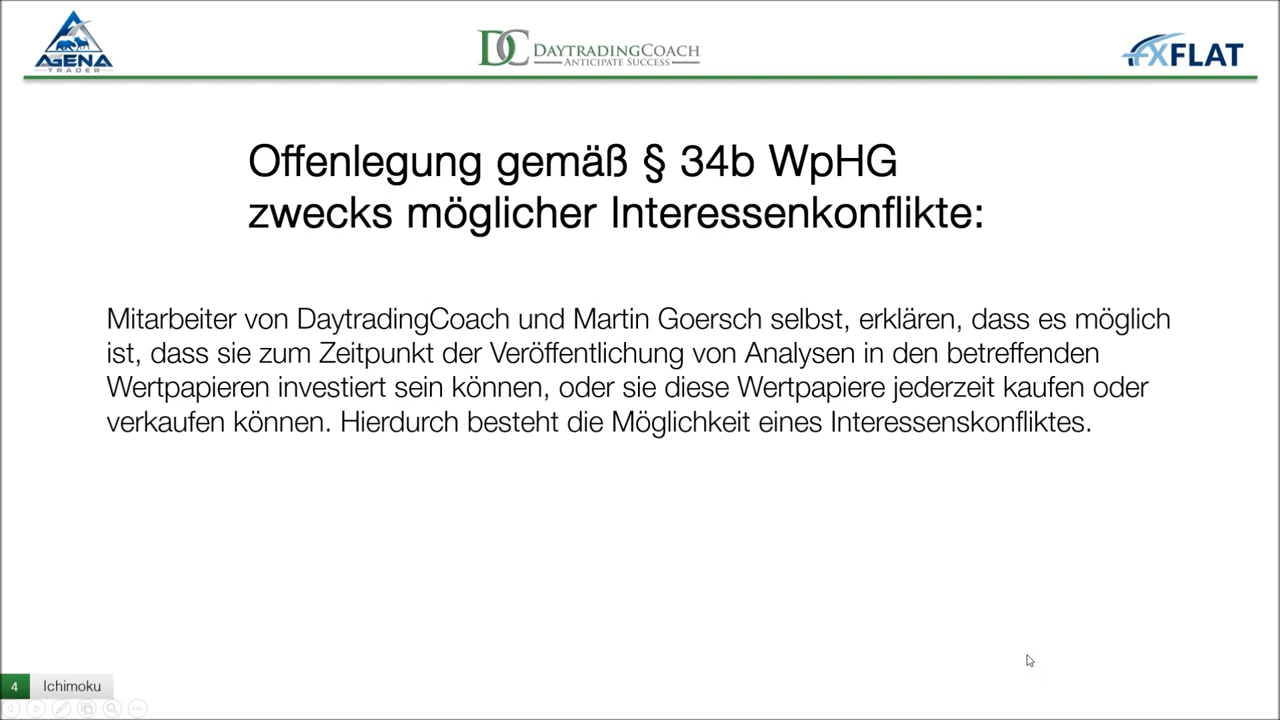 AGENA
TRADER
DC DAYTRADINGCOACH
ANTICIPATE SUCCESS
FXFLAT
Offenlegung gemäß § 34b WpHG
zwecks möglicher Interessenkonflikte:
Mitarbeiter von DaytradingCoach und Martin Goersch selbst, erklären, dass es möglich
ist, dass sie zum Zeitpunkt der Veröffentlichung von Analysen in den betreffenden
Wertpapieren investiert sein können, oder sie diese Wertpapiere jederzeit kaufen oder
verkaufen können. Hierdurch besteht die Möglichkeit eines Interessenskonfliktes.
4 Ichimoku